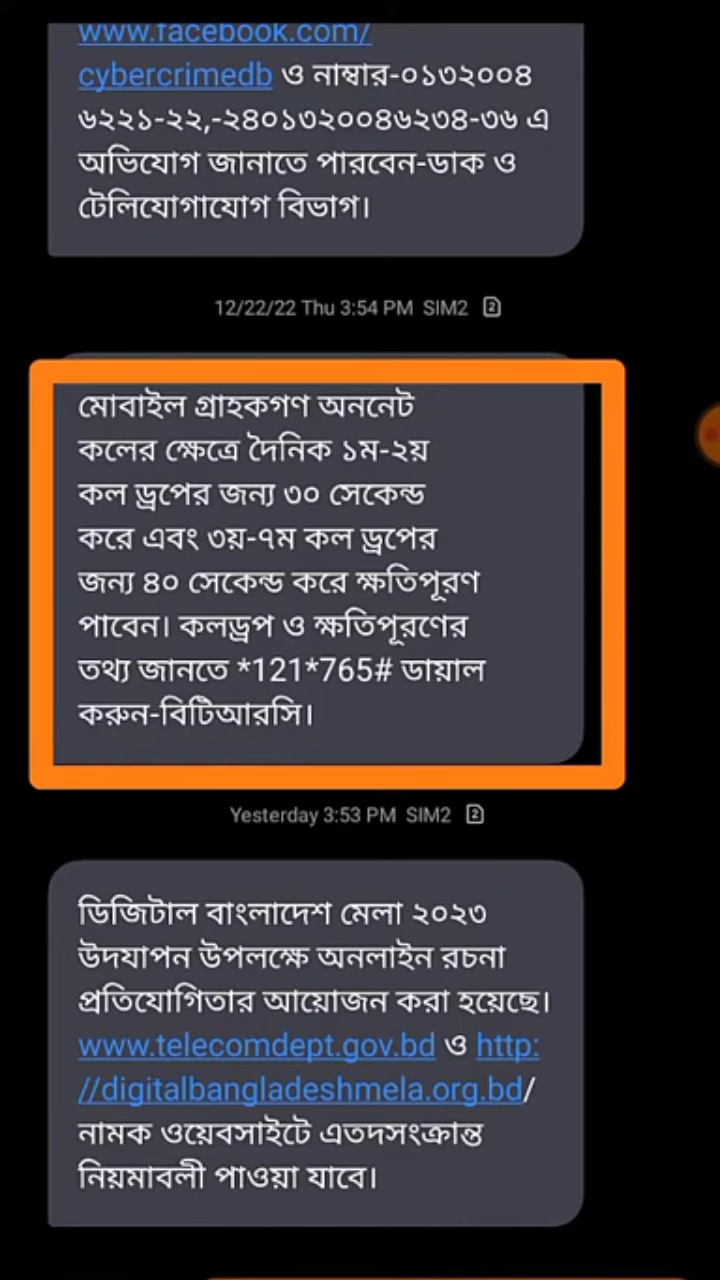 www.facebook.com/
cybercrimedb ও নাম্বার-০১৩২০০৪
৬২২১-২২,-২৪০১৩২০০৪৬২৩৪-৩৬ এ
অভিযোগ জানাতে পারবেন-ডাক ও
টেলিযোগাযোগ বিভাগ।
12/22/22 Thu 3:54 PM SIM2 2
মোবাইল গ্রাহকগণ অননেট
কলের ক্ষেত্রে দৈনিক ১ম-২য়
কল ড্রপের জন্য ৩০ সেকেন্ড
করে এবং ৩য়-৭ম কল ড্রপের
জন্য ৪০ সেকেন্ড করে ক্ষতিপূরণ
পাবেন। কলড্রপ ও ক্ষতিপূরণের
তথ্য জানতে *121*765# ডায়াল
করুন-বিটিআরসি।
Yesterday 3:53 PM SIM2 2
ডিজিটাল বাংলাদেশ মেলা ২০২৩
উদযাপন উপলক্ষে অনলাইন রচনা
প্রতিযোগিতার আয়োজন করা হয়েছে।
www.telecomdept.gov.bd ও http:
//digitalbangladeshmela.org.bd/
নামক ওয়েবসাইটে এতদসংক্রান্ত
নিয়মাবলী পাওয়া যাবে।